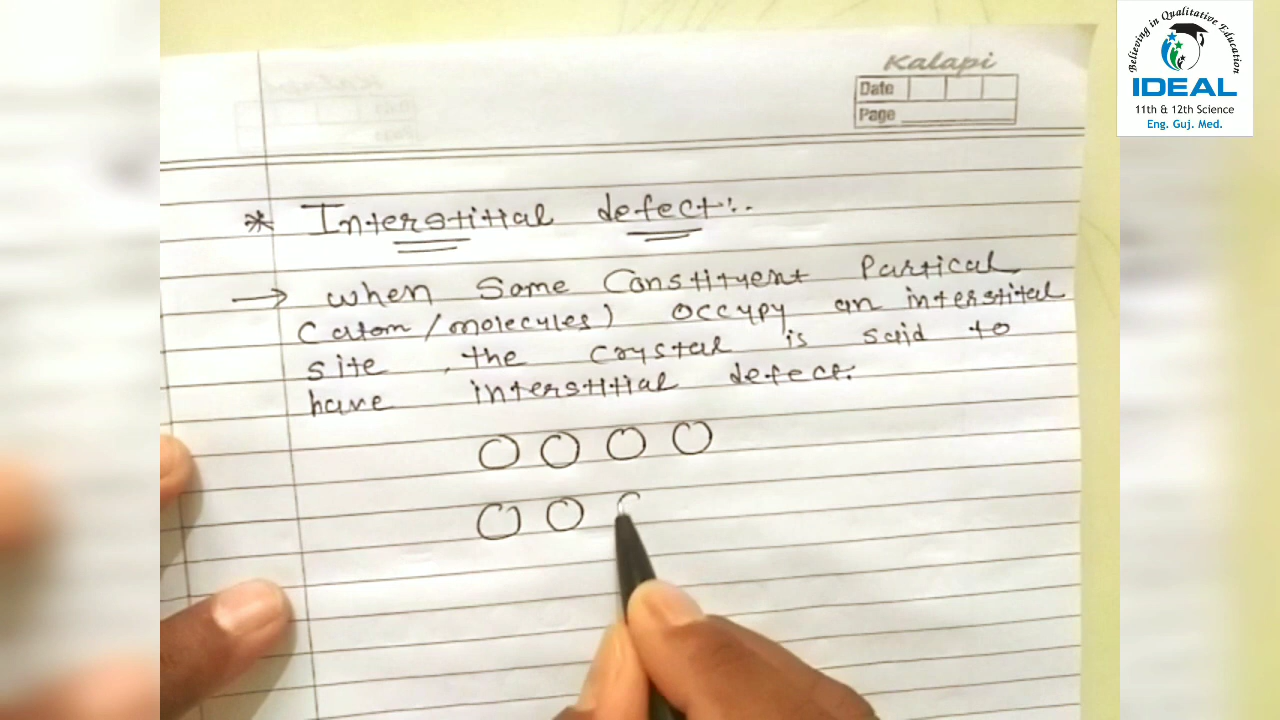 Believing in Qualitative Education
IDEAL
11th & 12th Science
Eng. Guj. Med.
Kalapi
Date
Page
* Interstitial defect:.
→ when Some Constituent Partical
(atom/molecules) occupy an interstital
site, the crystal is said to
have interstitial defect.